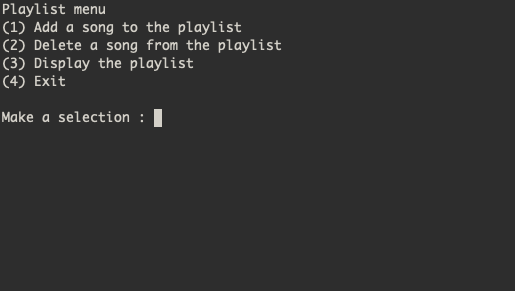 Playlist menu
(1) Add a song to the playlist
(2) Delete a song from the playlist
(3) Display the playlist
(4) Exit
Make a selection :